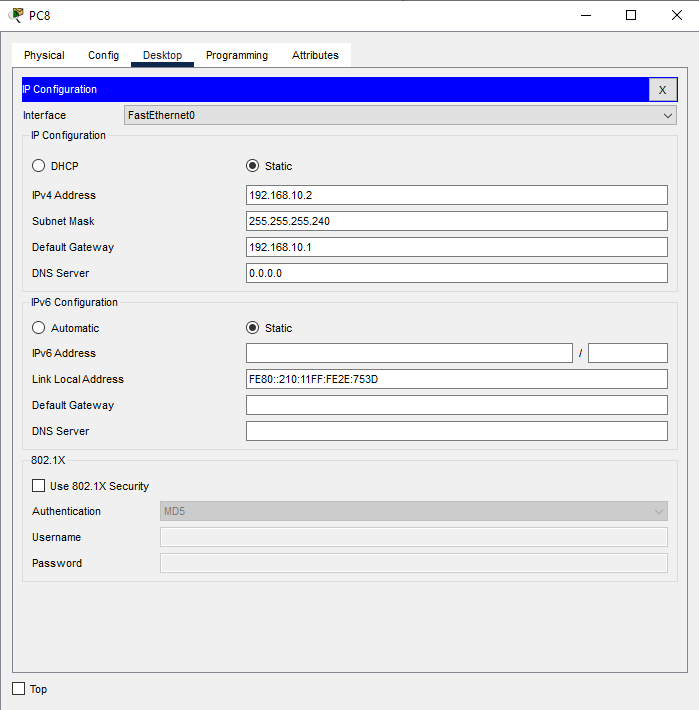 PC8
Physical Config Desktop Programming Attributes
IP Configuration X
Interface FastEthernet0
IP Configuration
DHCP Static
IPv4 Address 192.168.10.2
Subnet Mask 255.255.255.240
Default Gateway 192.168.10.1
DNS Server 0.0.0.0
IPv6 Configuration
Automatic Static
IPv6 Address /
Link Local Address FE80::210:11FF:FE2E:753D
Default Gateway
DNS Server
802.1X
Use 802.1X Security
Authentication MD5
Username
Password
Top